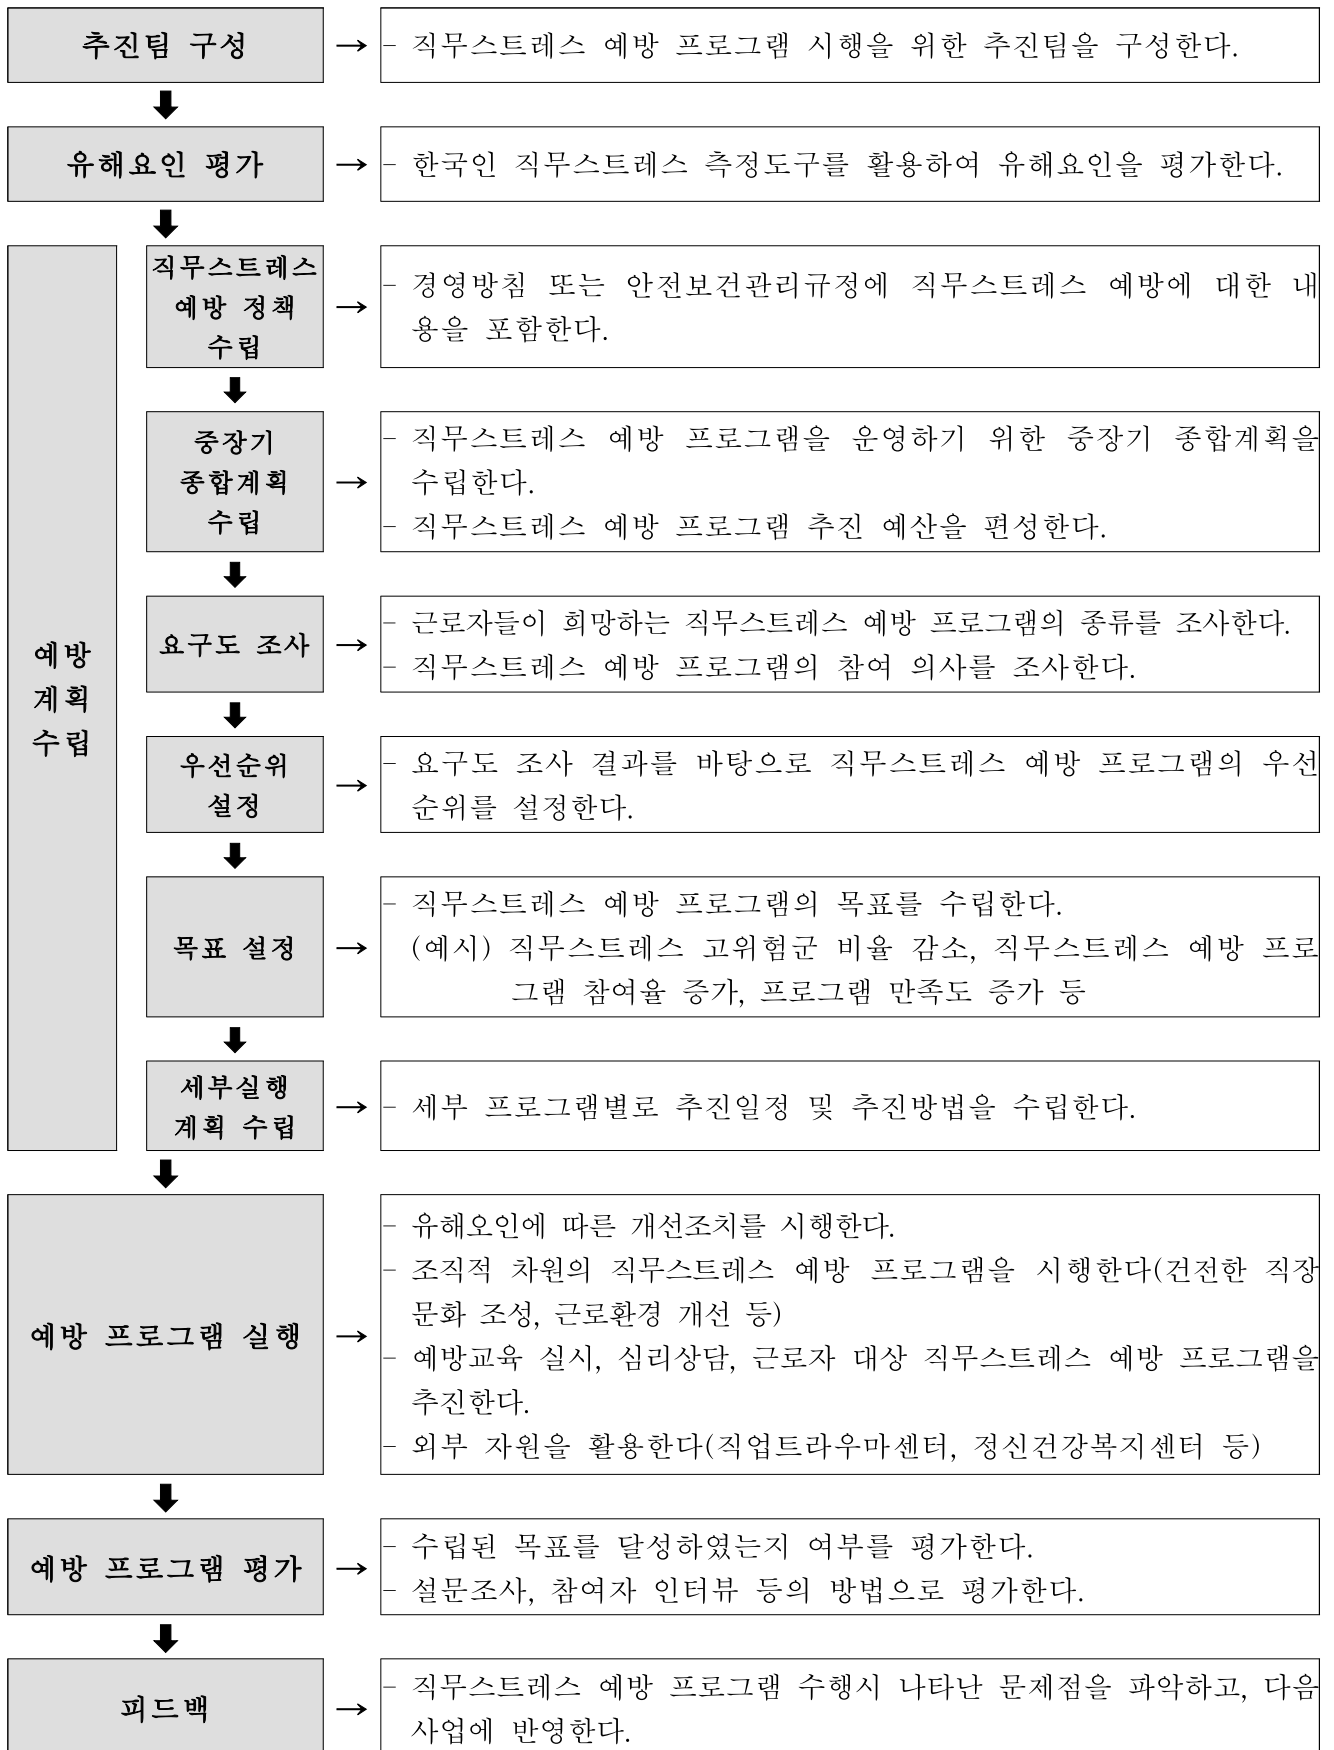 추진팀 구성
→
- 직무스트레스 예방 프로그램 시행을 위한 추진팀을 구성한다.
유해요인 평가
→
- 한국인 직무스트레스 측정도구를 활용하여 유해요인을 평가한다.
예방
계획
수립
직무스트레스
예방 정책
수립
→
- 경영방침 또는 안전보건관리규정에 직무스트레스 예방에 대한 내
용을 포함한다.
중장기
종합계획
수립
→
- 직무스트레스 예방 프로그램을 운영하기 위한 중장기 종합계획을
수립한다.
- 직무스트레스 예방 프로그램 추진 예산을 편성한다.
요구도 조사
→
- 근로자들이 희망하는 직무스트레스 예방 프로그램의 종류를 조사한다.
- 직무스트레스 예방 프로그램의 참여 의사를 조사한다.
우선순위
설정
→
- 요구도 조사 결과를 바탕으로 직무스트레스 예방 프로그램의 우선
순위를 설정한다.
목표 설정
→
- 직무스트레스 예방 프로그램의 목표를 수립한다.
(예시) 직무스트레스 고위험군 비율 감소, 직무스트레스 예방 프로
그램 참여율 증가, 프로그램 만족도 증가 등
세부실행
계획 수립
→
- 세부 프로그램별로 추진일정 및 추진방법을 수립한다.
예방 프로그램 실행
→
- 유해오인에 따른 개선조치를 시행한다.
- 조직적 차원의 직무스트레스 예방 프로그램을 시행한다(건전한 직장
문화 조성, 근로환경 개선 등)
- 예방교육 실시, 심리상담, 근로자 대상 직무스트레스 예방 프로그램을
추진한다.
- 외부 자원을 활용한다(직업트라우마센터, 정신건강복지센터 등)
예방 프로그램 평가
→
- 수립된 목표를 달성하였는지 여부를 평가한다.
- 설문조사, 참여자 인터뷰 등의 방법으로 평가한다.
피드백
→
- 직무스트레스 예방 프로그램 수행시 나타난 문제점을 파악하고, 다음
사업에 반영한다.